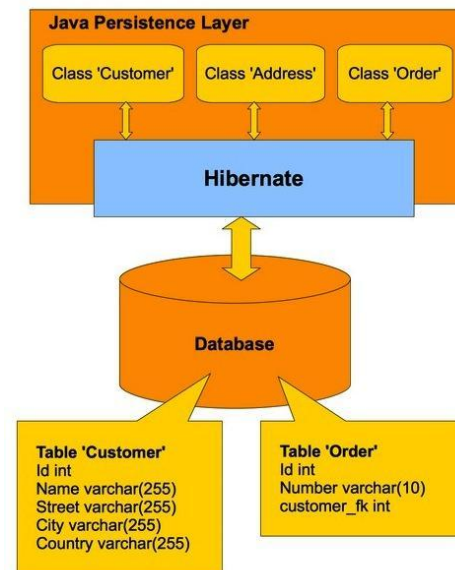 Java Persistence Layer
Class 'Customer'
Class 'Address'
Class 'Order'
Hibernate
Database
Table 'Customer'
Id int
Name varchar(255)
Street varchar(255)
City varchar(255)
Country varchar(255)
Table 'Order'
Id int
Number varchar(10)
customer_fk int